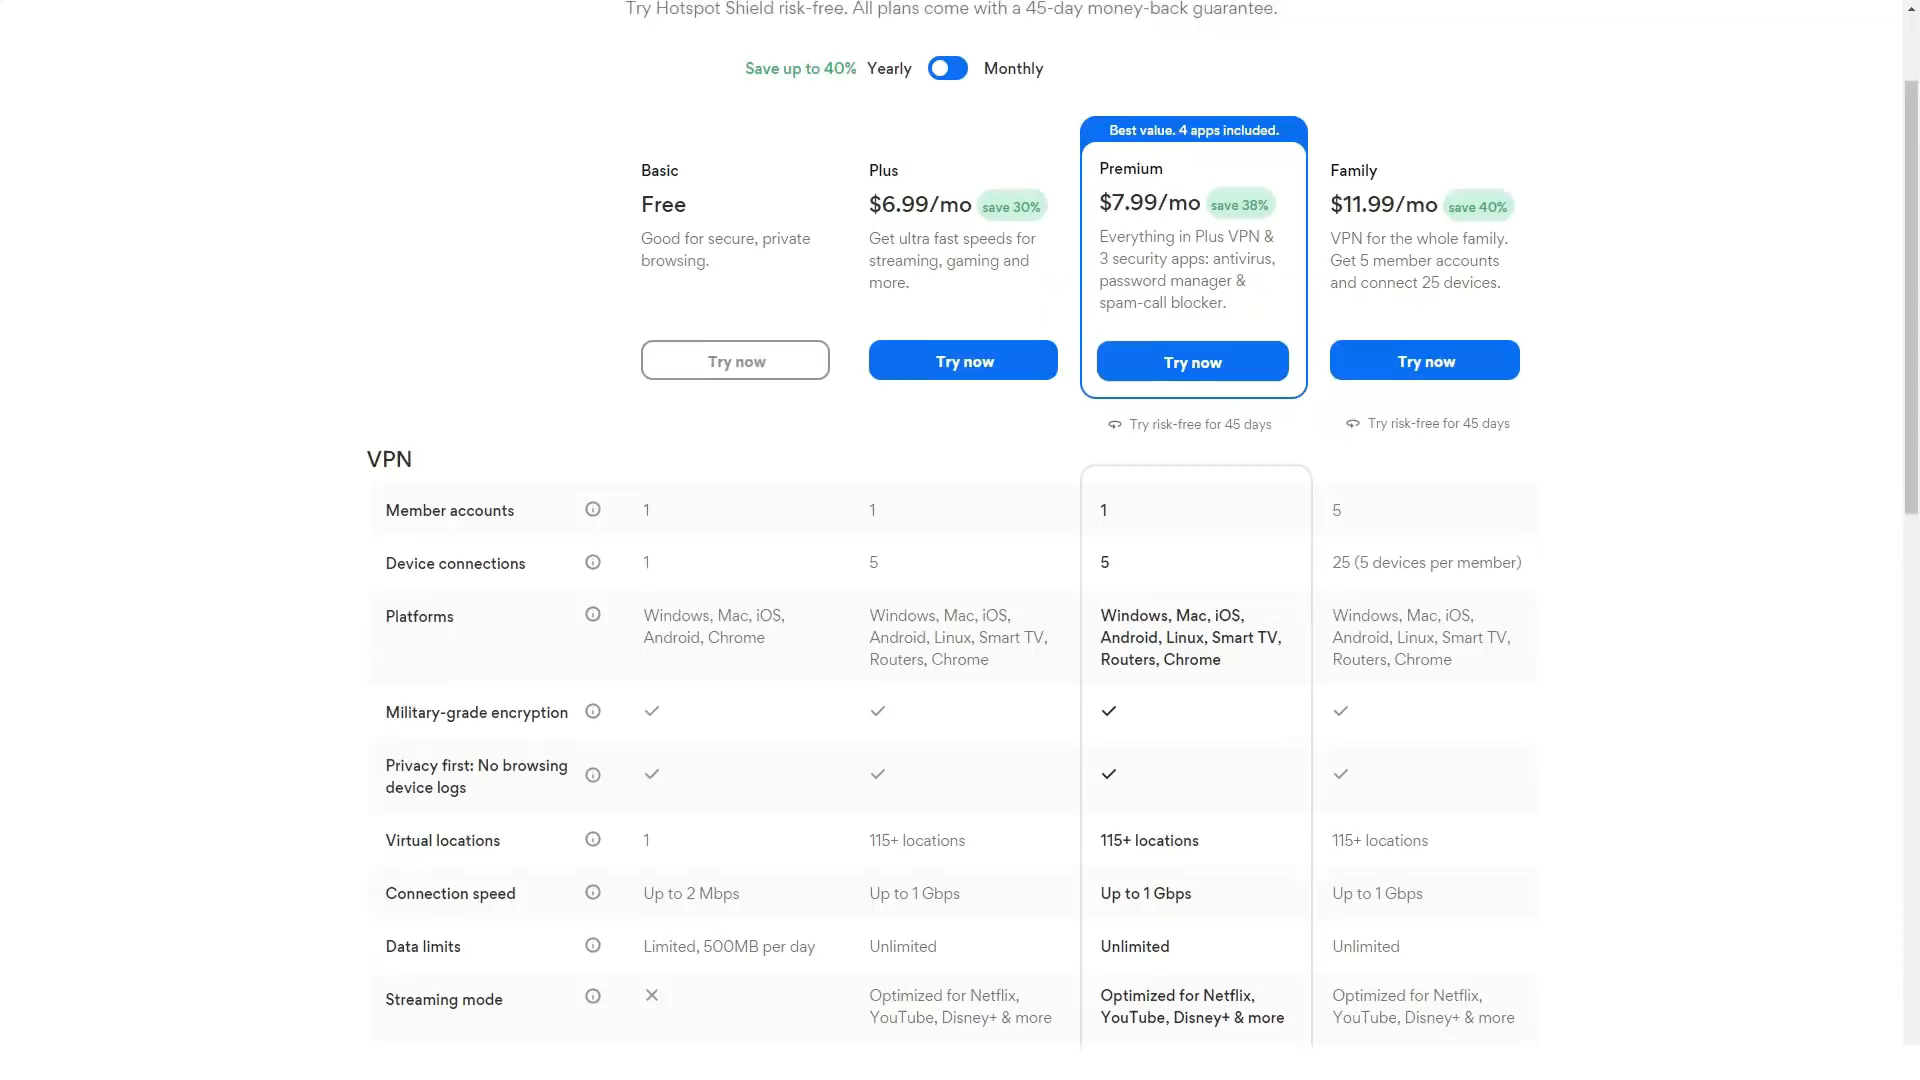 Try Hotspot Shield risk-free. All plans come with a 45-day money-back guarantee.
Save up to 40% Yearly Monthly
Best value. 4 apps included.
Basic
Free
Good for secure, private
browsing.
Try now
Plus
$6.99/mo save 30%
Get ultra fast speeds for
streaming, gaming and
more.
Try now
Premium
$7.99/mo save 38%
Everything in Plus VPN &
3 security apps: antivirus,
password manager &
spam-call blocker.
Try now
Try risk-free for 45 days
Family
$11.99/mo save 40%
VPN for the whole family.
Get 5 member accounts
and connect 25 devices.
Try now
Try risk-free for 45 days
VPN
Member accounts 1 1 1 5
Device connections 1 5 5 25 (5 devices per member)
Platforms
Windows, Mac, iOS,
Android, Chrome
Windows, Mac, iOS,
Android, Linux, Smart TV,
Routers, Chrome
Windows, Mac, iOS,
Android, Linux, Smart TV,
Routers, Chrome
Windows, Mac, iOS,
Android, Linux, Smart TV,
Routers, Chrome
Military-grade encryption
Privacy first: No browsing
device logs
Virtual locations 1 115+ locations 115+ locations 115+ locations
Connection speed Up to 2 Mbps Up to 1 Gbps Up to 1 Gbps Up to 1 Gbps
Data limits Limited, 500MB per day Unlimited Unlimited Unlimited
Streaming mode
Optimized for Netflix,
YouTube, Disney+ & more
Optimized for Netflix,
YouTube, Disney+ & more
Optimized for Netflix,
YouTube, Disney+ & more